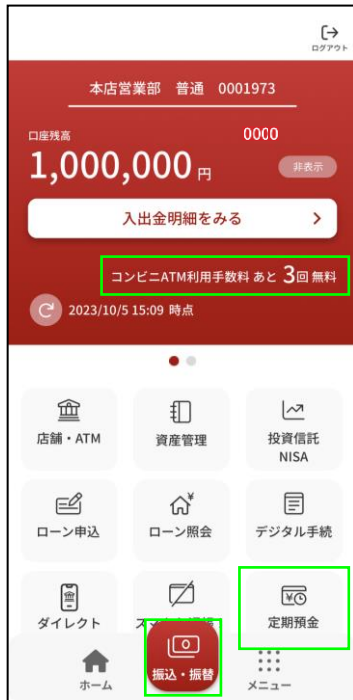 ログアウト
本店営業部 普通 0001973
口座残高
0000
1,000,000 円
非表示
入出金明細をみる
コンビニATM利用手数料 あと 3回 無料
2023/10/5 15:09 時点
店舗・ATM
資産管理
投資信託
NISA
ローン申込
ローン照会
デジタル手続
ダイレクト
定期預金
振込・振替
ホーム
メニュー